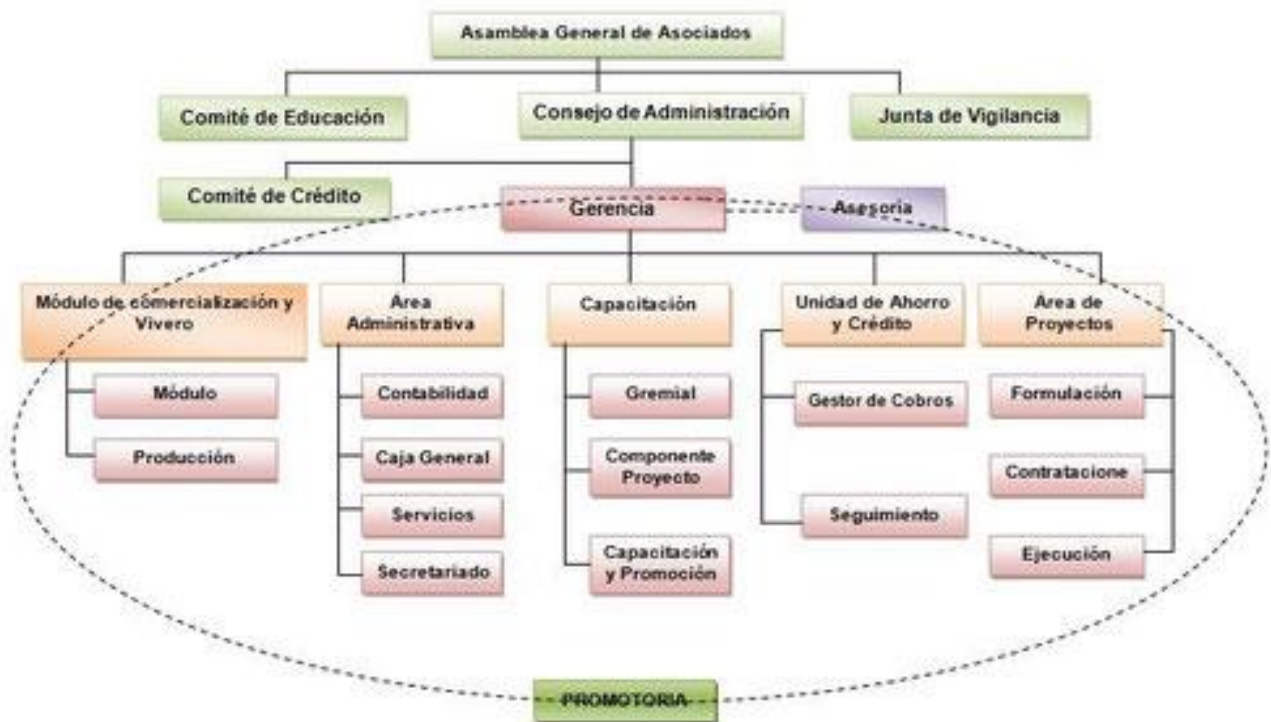 Asamblea General de Asociados
Comité de Educación
Consejo de Administración
Junta de Vigilancia
Comité de Crédito
Gerencia
Asesoria
Módulo de comercialización y
Vivero
Área
Administrativa
Capacitación
Unidad de Ahorro
y Crédito
Área de
Proyectos
Módulo
Producción
Contabilidad
Caja General
Servicios
Secretariado
Gremial
Componente
Proyecto
Capacitación
y Promoción
Gestor de Cobros
Seguimiento
Formulación
Contratacione
Ejecución
PROMOTORIA